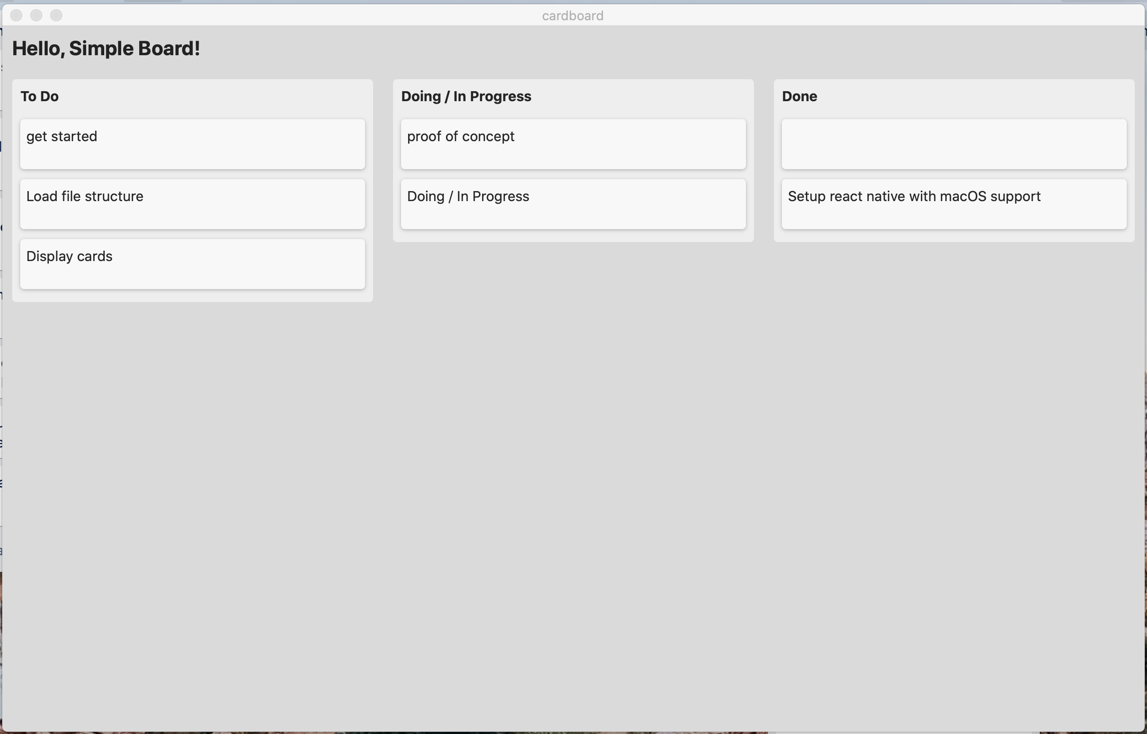 cardboard
Hello, Simple Board!
To Do
get started
Load file structure
Display cards
Doing / In Progress
proof of concept
Doing / In Progress
Done
Setup react native with macOS support